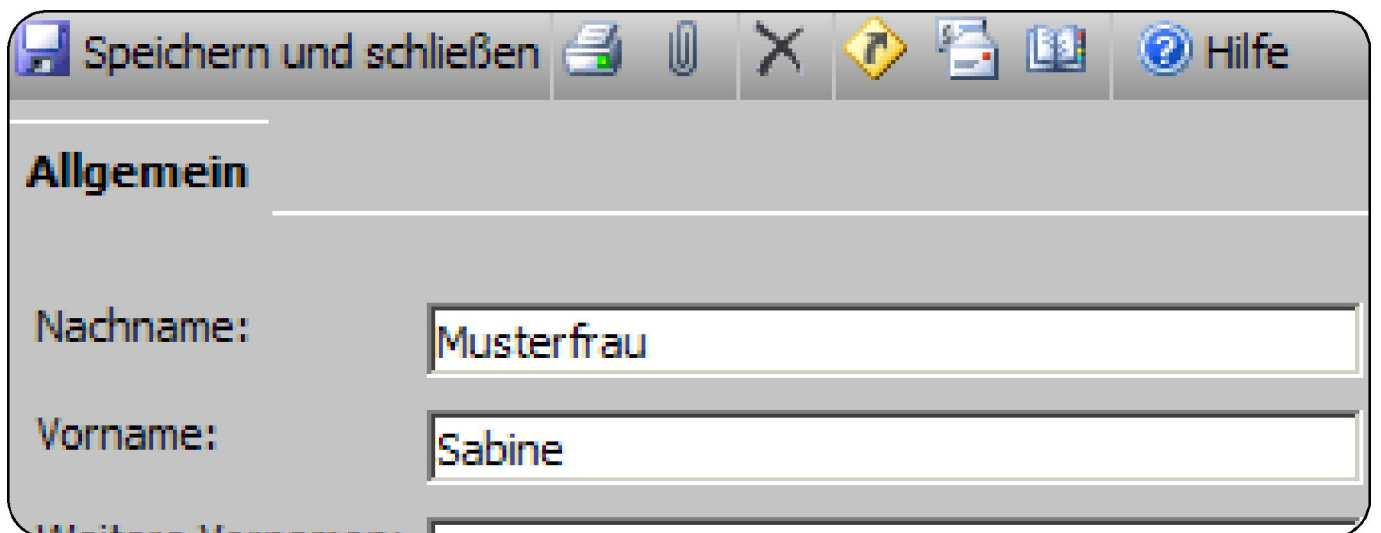 Speichern und schließen Hilfe
Allgemein
Nachname: Musterfrau
Vorname: Sabine